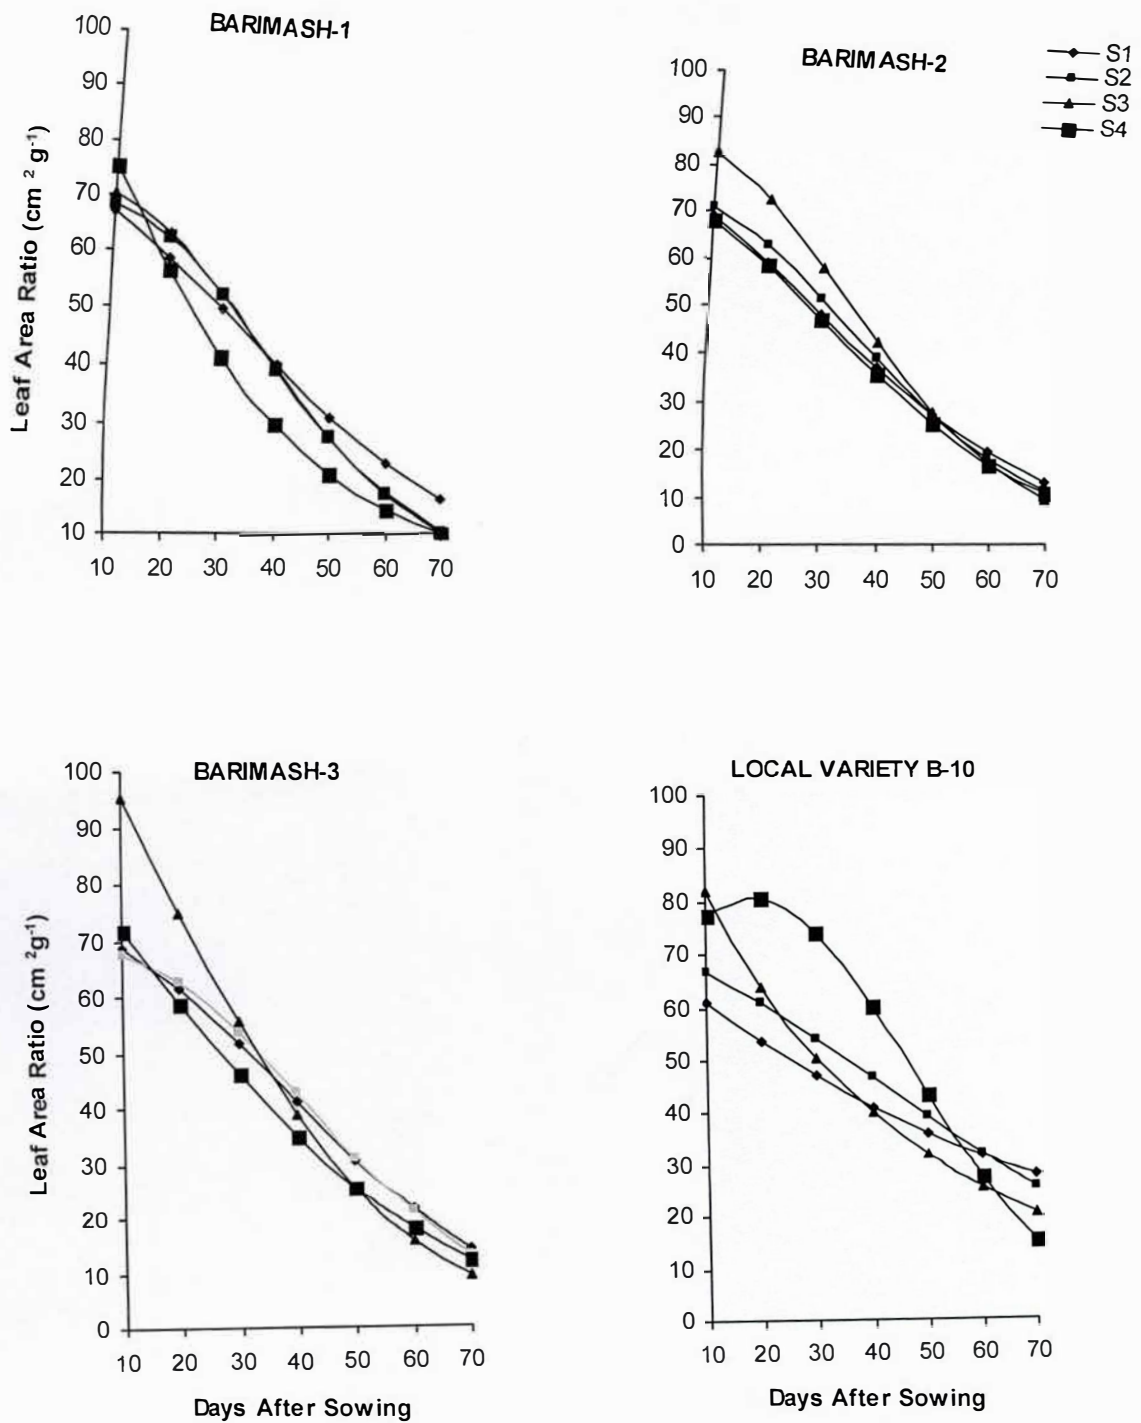 BARIMASH-1
Leaf Area Ratio (cm ² g⁻¹)
100
90
80
70
60
50
40
30
20
10
10 20 30 40 50 60 70
BARIMASH-2
S1
S2
S3
S4
100
90
80
70
60
50
40
30
20
10
0
10 20 30 40 50 60 70
BARIMASH-3
Leaf Area Ratio (cm ²g⁻¹)
100
90
80
70
60
50
40
30
20
10
0
10 20 30 40 50 60 70
Days After Sowing
LOCAL VARIETY B-10
100
90
80
70
60
50
40
30
20
10
0
10 20 30 40 50 60 70
Days After Sowing